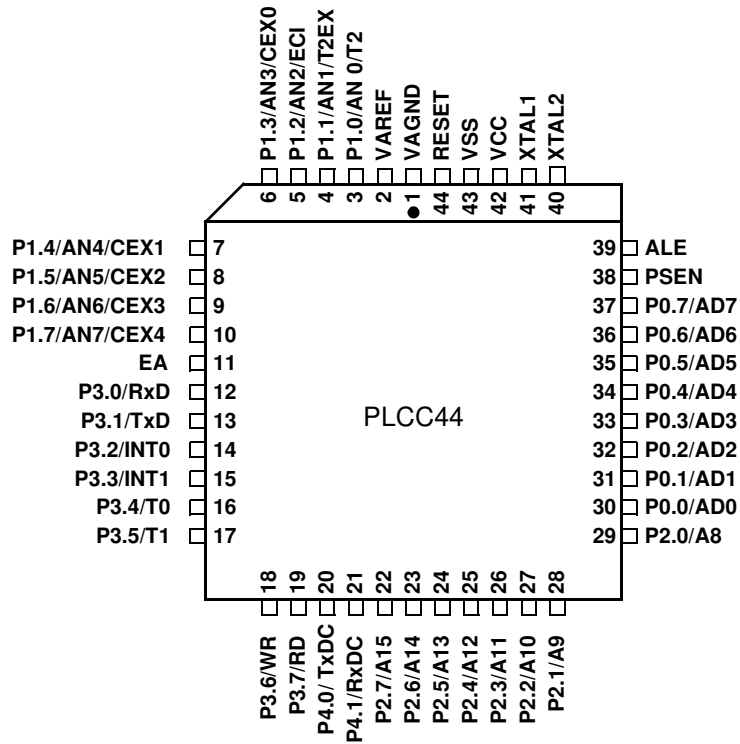 P1.3/AN3/CEX0
P1.2/AN2/ECI
P1.1/AN1/T2EX
P1.0/AN 0/T2
VAREF
VAGND
RESET
VSS
VCC
XTAL1
XTAL2
6 5 4 3 2 1 44 43 42 41 40
P1.4/AN4/CEX1 7
P1.5/AN5/CEX2 8
P1.6/AN6/CEX3 9
P1.7/AN7/CEX4 10
EA 11
P3.0/RxD 12
P3.1/TxD 13
P3.2/INT0 14
P3.3/INT1 15
P3.4/T0 16
P3.5/T1 17
PLCC44
39 ALE
38 PSEN
37 P0.7/AD7
36 P0.6/AD6
35 P0.5/AD5
34 P0.4/AD4
33 P0.3/AD3
32 P0.2/AD2
31 P0.1/AD1
30 P0.0/AD0
29 P2.0/A8
18 19 20 21 22 23 24 25 26 27 28
P3.6/WR
P3.7/RD
P4.0/ TxDC
P4.1/RxDC
P2.7/A15
P2.6/A14
P2.5/A13
P2.4/A12
P2.3/A11
P2.2/A10
P2.1/A9